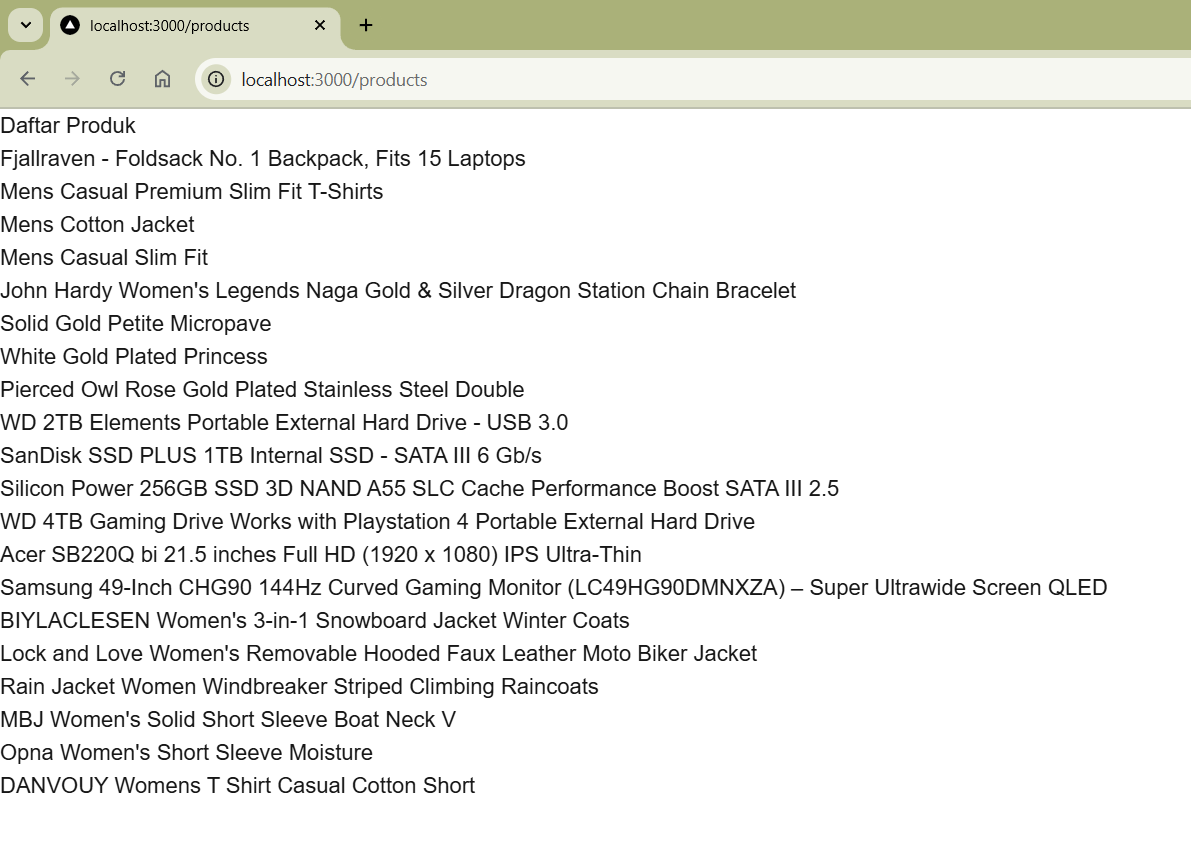 localhost:3000/products
localhost:3000/products
Daftar Produk
Fjallraven - Foldsack No. 1 Backpack, Fits 15 Laptops
Mens Casual Premium Slim Fit T-Shirts
Mens Cotton Jacket
Mens Casual Slim Fit
John Hardy Women's Legends Naga Gold & Silver Dragon Station Chain Bracelet
Solid Gold Petite Micropave
White Gold Plated Princess
Pierced Owl Rose Gold Plated Stainless Steel Double
WD 2TB Elements Portable External Hard Drive - USB 3.0
SanDisk SSD PLUS 1TB Internal SSD - SATA III 6 Gb/s
Silicon Power 256GB SSD 3D NAND A55 SLC Cache Performance Boost SATA III 2.5
WD 4TB Gaming Drive Works with Playstation 4 Portable External Hard Drive
Acer SB220Q bi 21.5 inches Full HD (1920 x 1080) IPS Ultra-Thin
Samsung 49-Inch CHG90 144Hz Curved Gaming Monitor (LC49HG90DMNXZA) – Super Ultrawide Screen QLED
BIYLACLESEN Women's 3-in-1 Snowboard Jacket Winter Coats
Lock and Love Women's Removable Hooded Faux Leather Moto Biker Jacket
Rain Jacket Women Windbreaker Striped Climbing Raincoats
MBJ Women's Solid Short Sleeve Boat Neck V
Opna Women's Short Sleeve Moisture
DANVOUY Womens T Shirt Casual Cotton Short